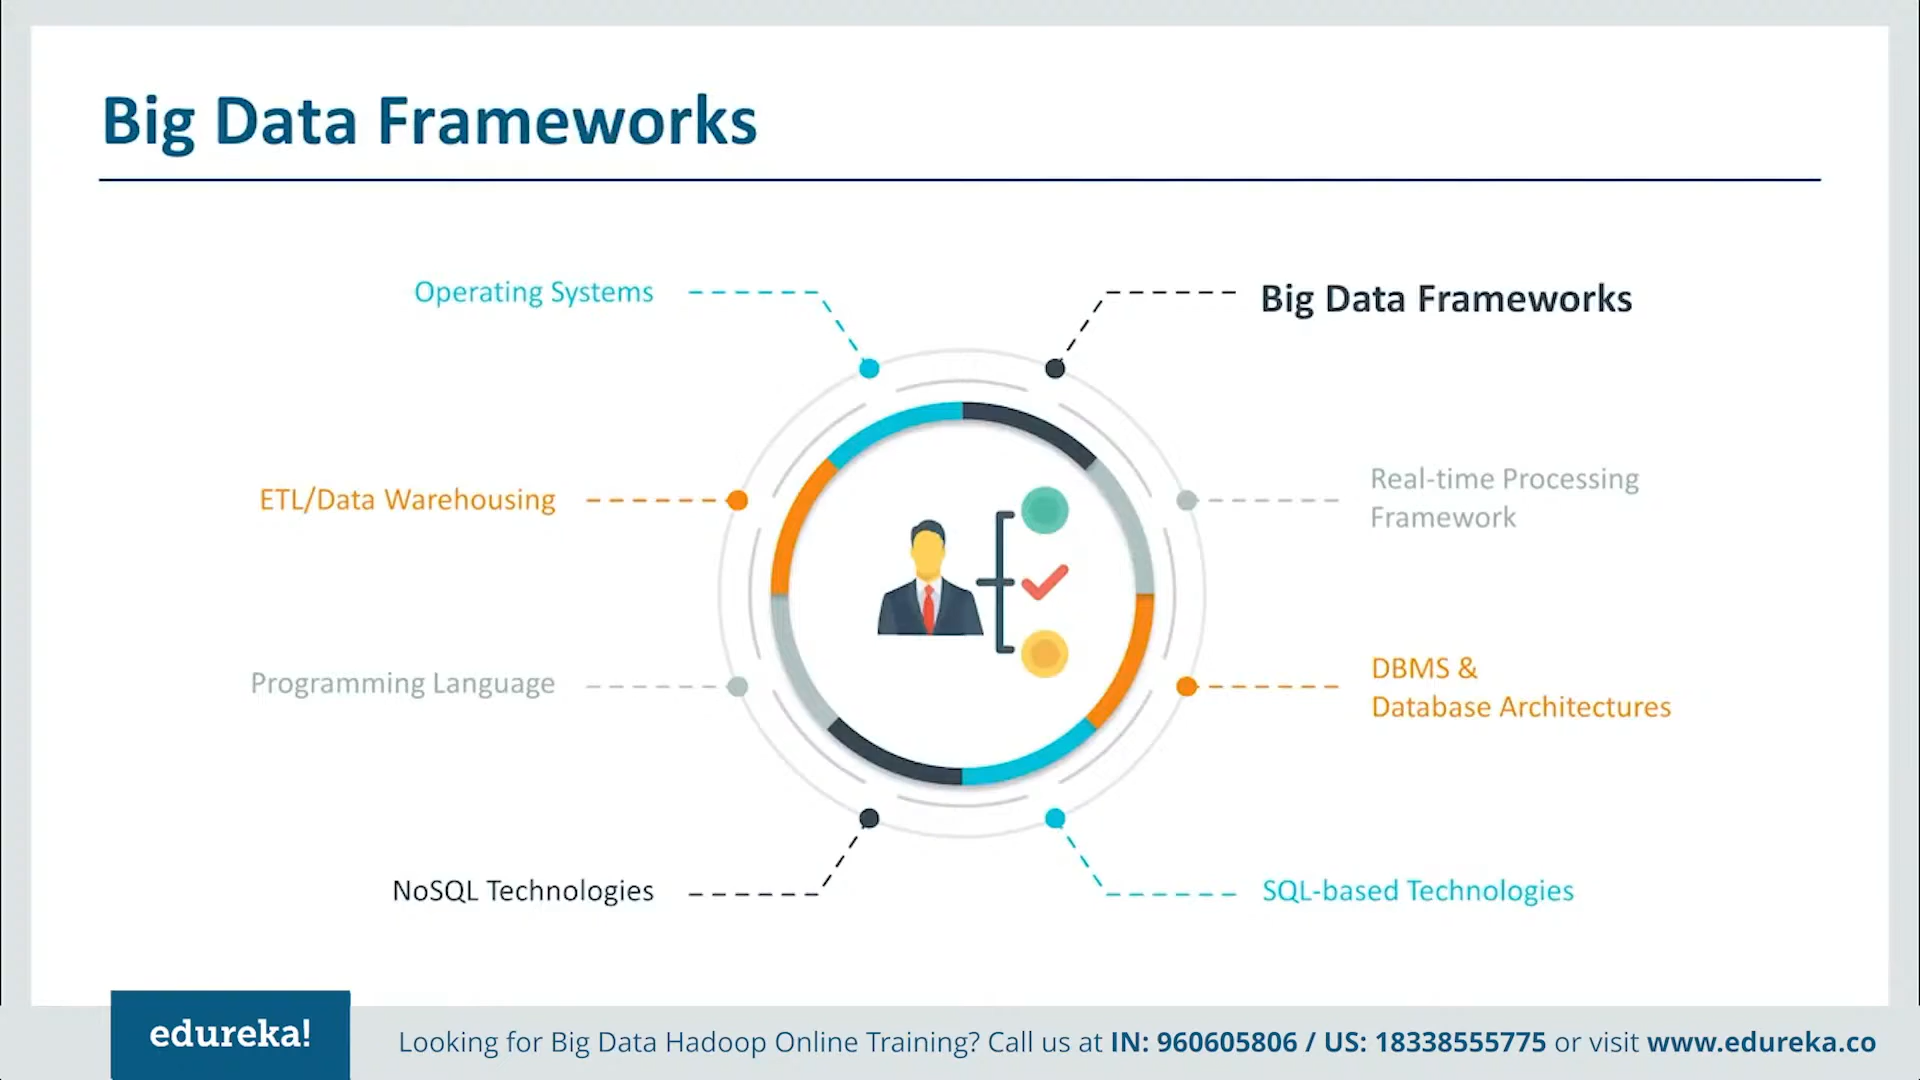 Big Data Frameworks
Operating Systems
Big Data Frameworks
ETL/Data Warehousing
Real-time Processing
Framework
Programming Language
DBMS &
Database Architectures
NoSQL Technologies
SQL-based Technologies
edureka!
Looking for Big Data Hadoop Online Training? Call us at IN: 960605806 / US: 18338555775 or visit www.edureka.co